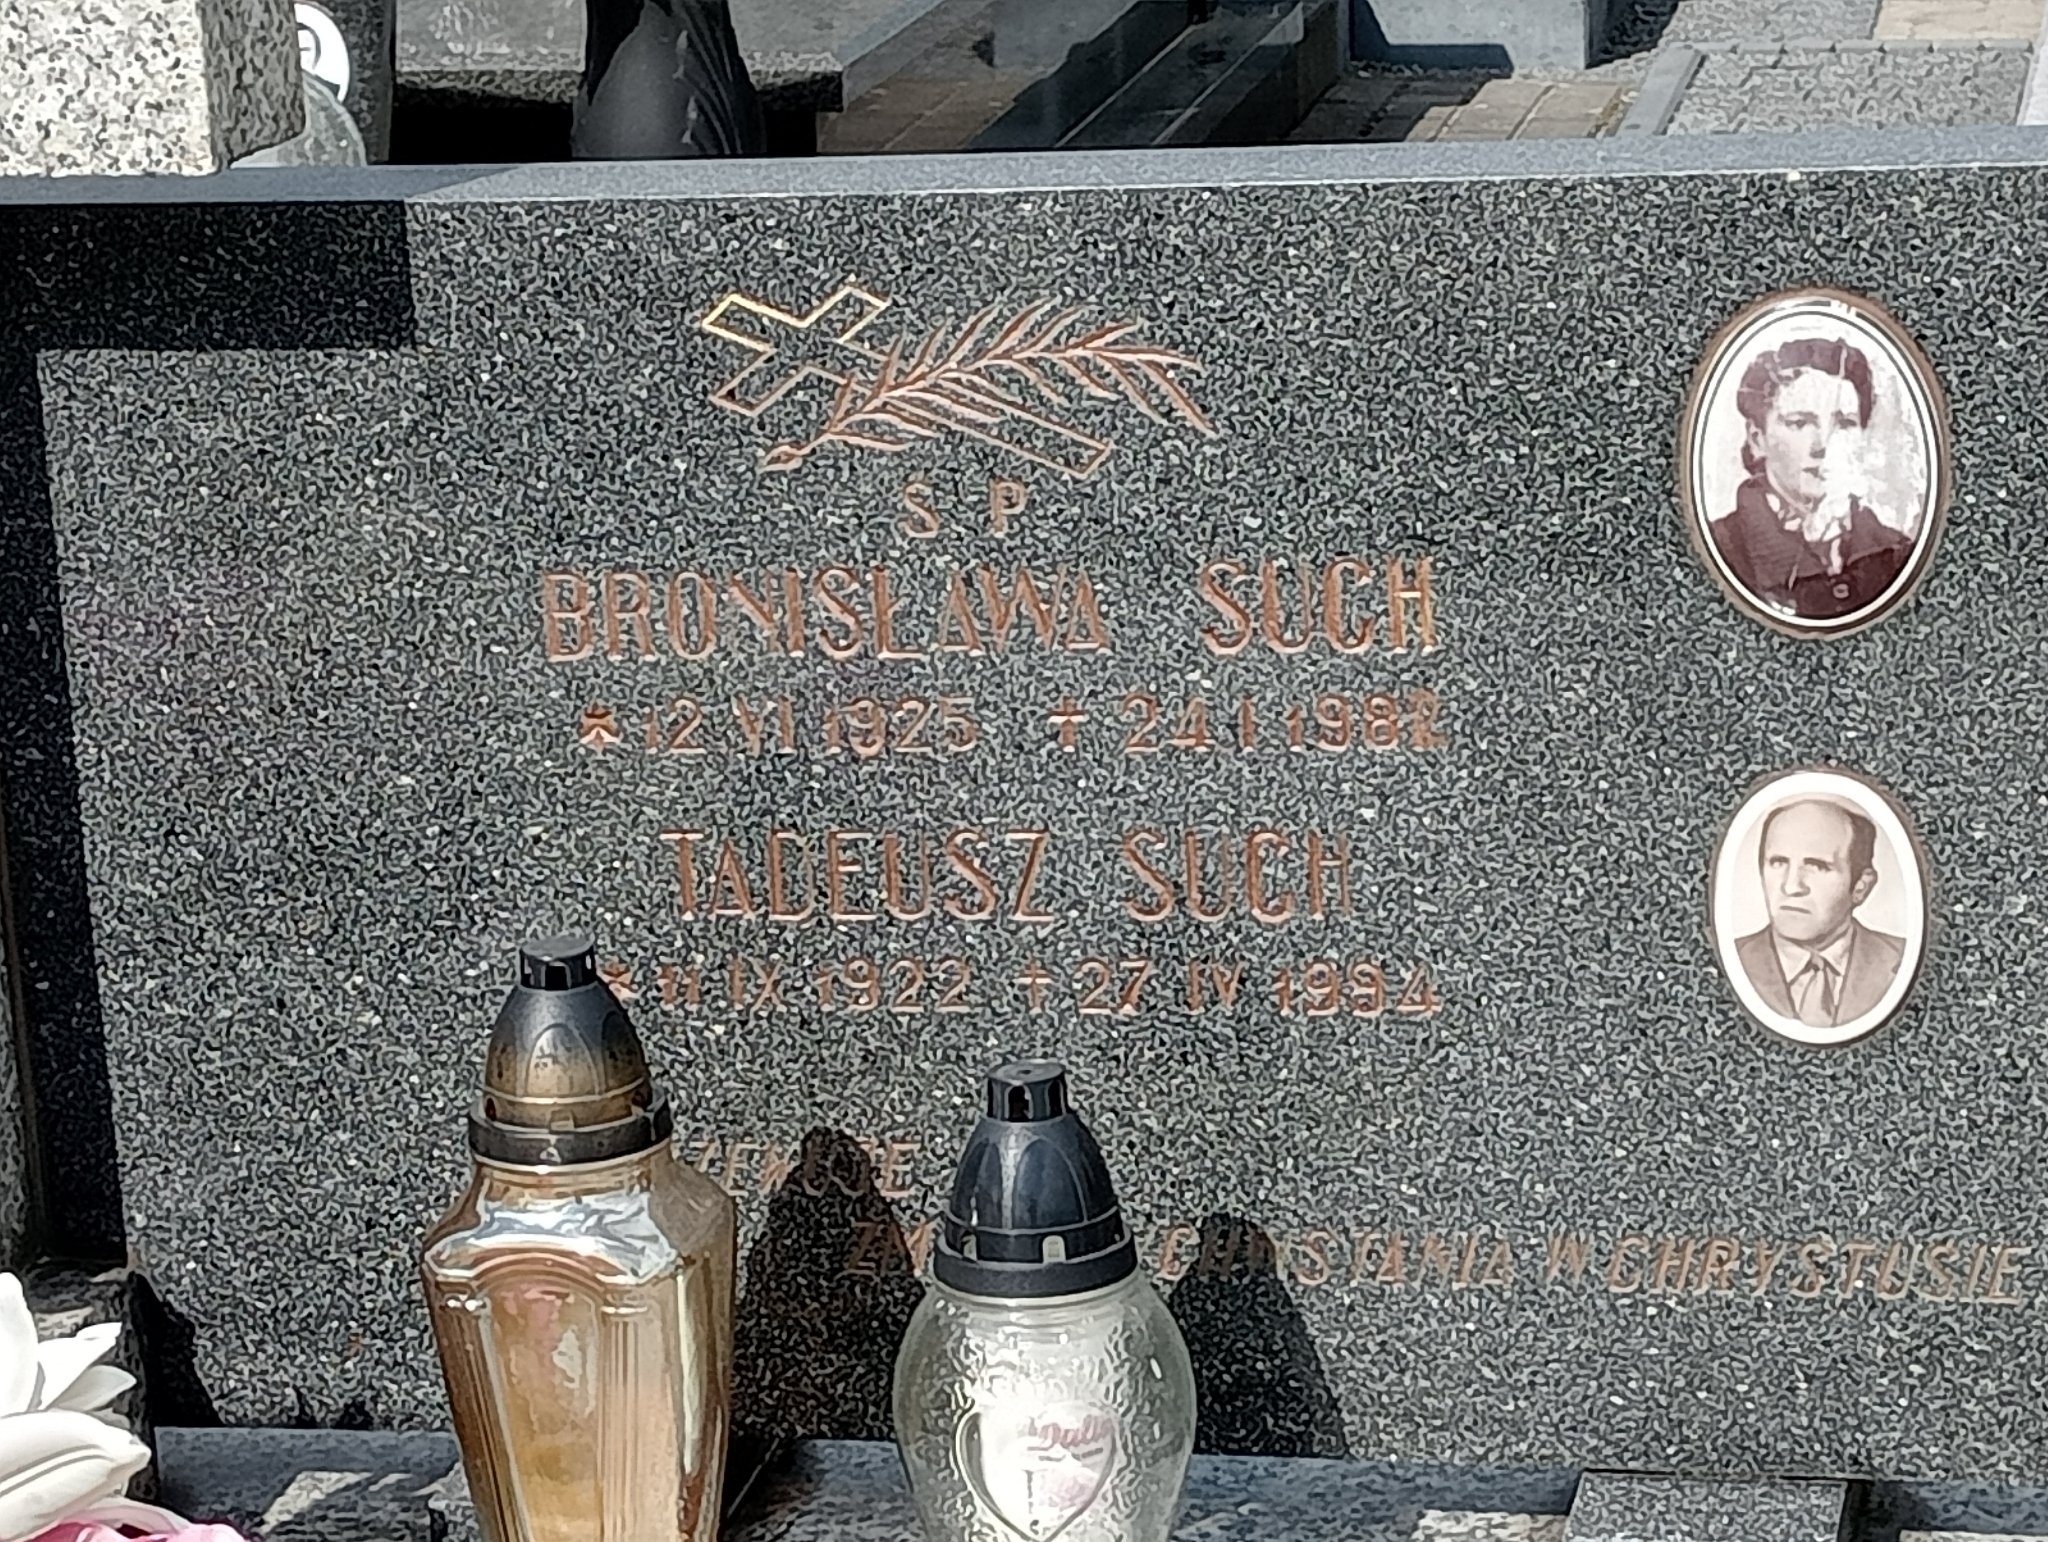 S P
BRONISŁAWA SUCH
* 12 VI 1925 + 24 I 1982
TADEUSZ SUCH
* 11 IX 1922 + 27 IV 1994
W CHRYSTUSIE